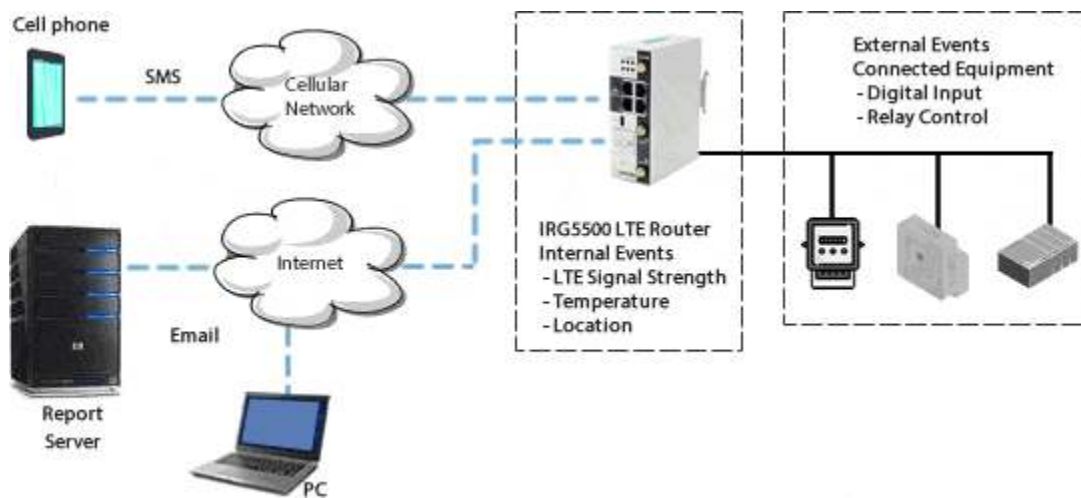 Cell phone
SMS
Cellular
Network
Internet
Email
Report
Server
PC
IRG5500 LTE Router
Internal Events
- LTE Signal Strength
- Temperature
- Location
External Events
Connected Equipment
- Digital Input
- Relay Control